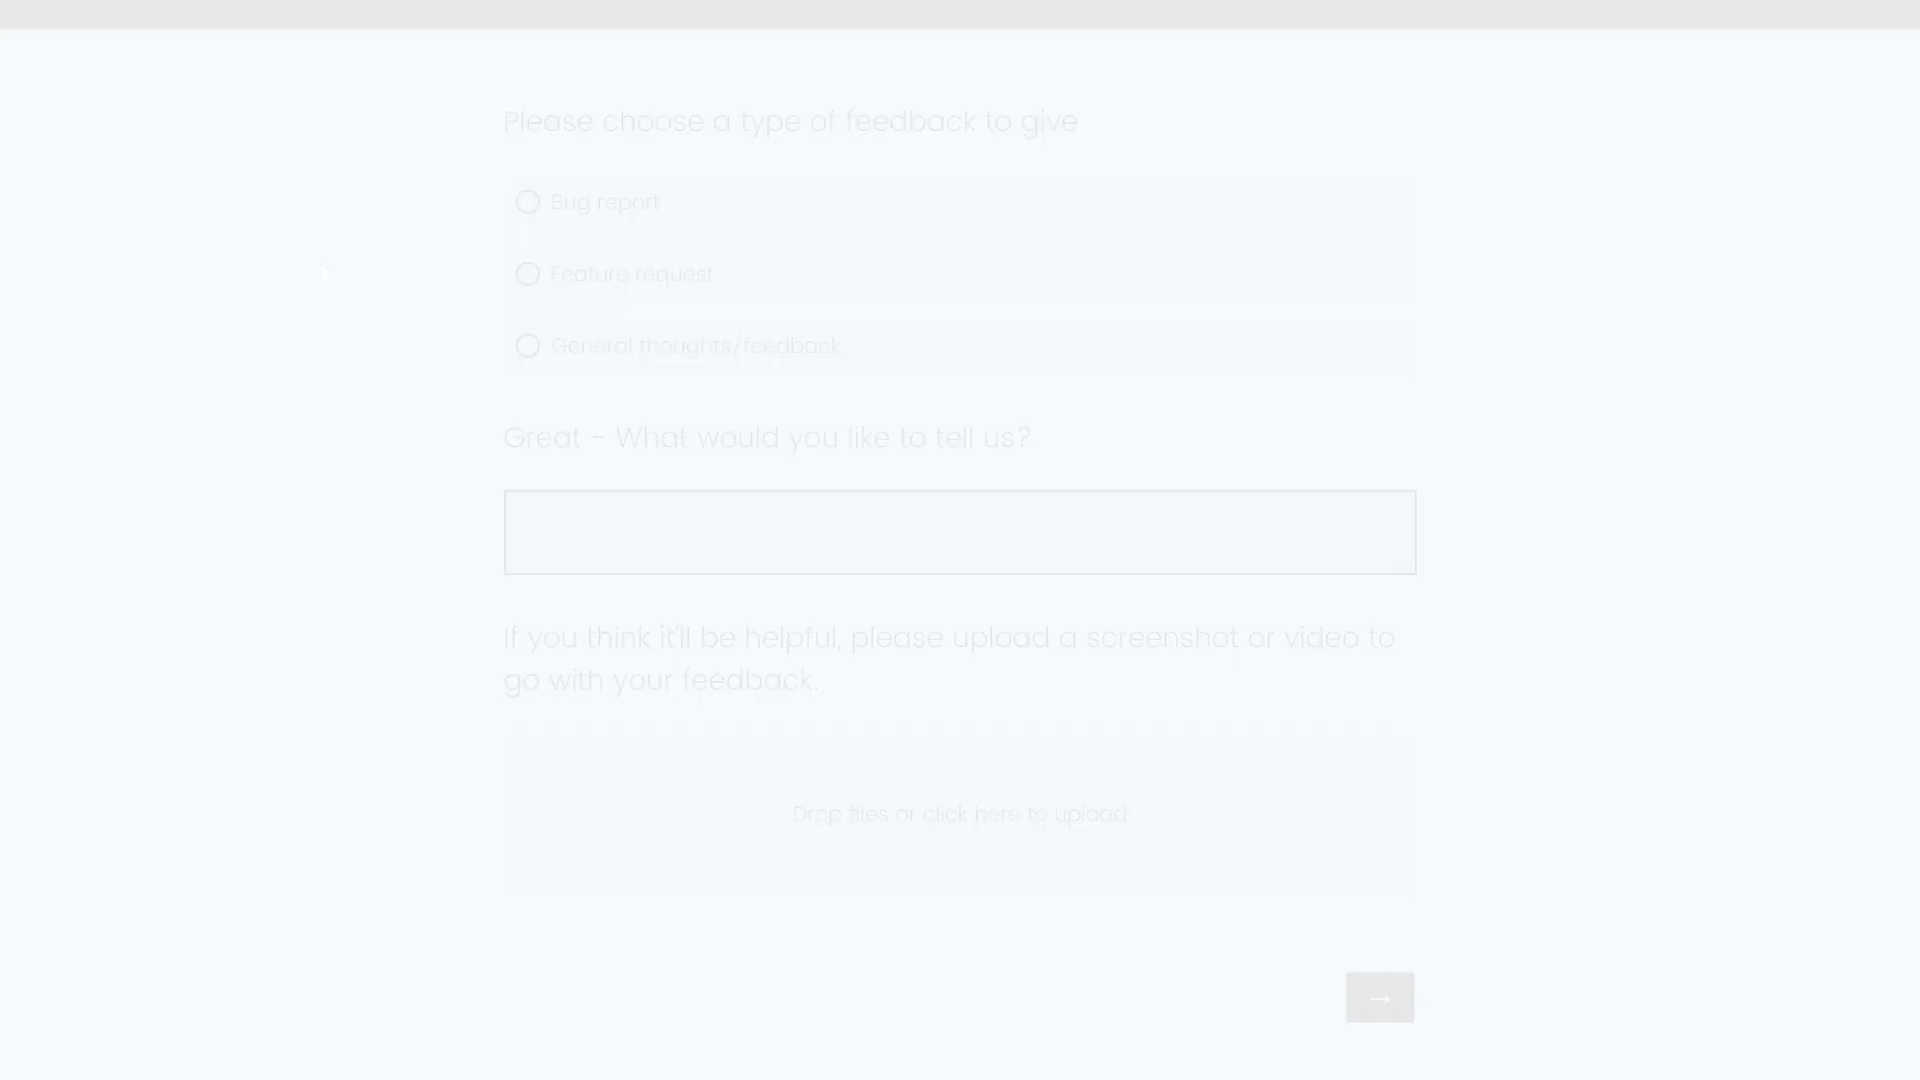 Please choose a type of feedback to give
Bug report
Feature request
General thoughts/feedback
Great - What would you like to tell us?
If you think it'll be helpful, please upload a screenshot or video to
go with your feedback.
Drop files or click here to upload
→